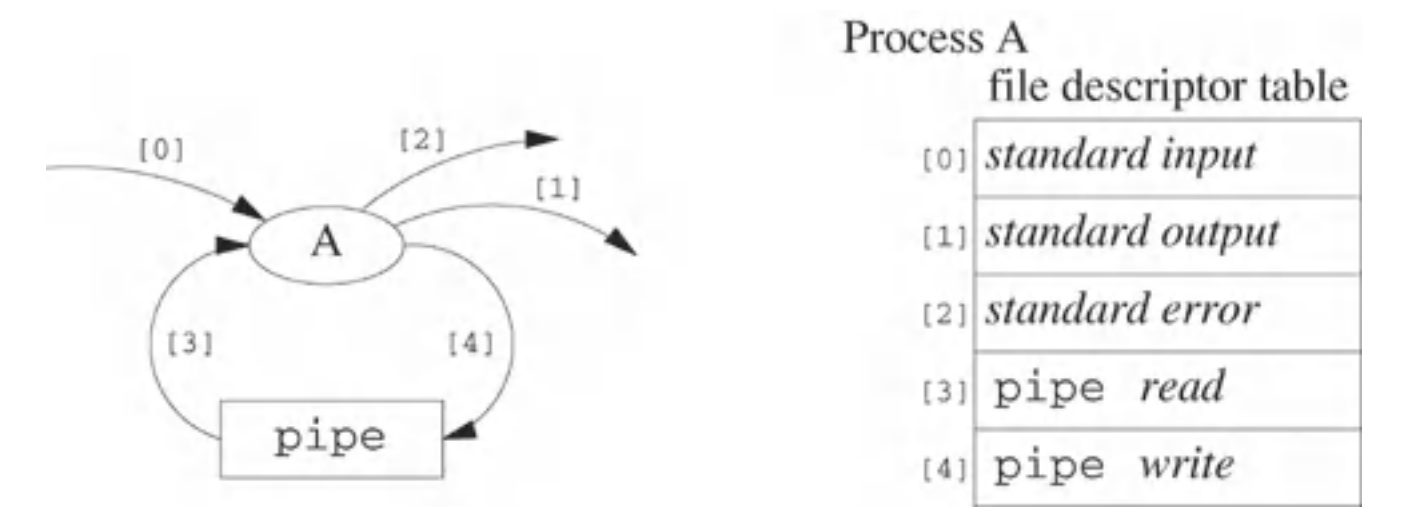 [0]
[2]
[1]
A
[3]
[4]
pipe
Process A
file descriptor table
[0] standard input
[1] standard output
[2] standard error
[3] pipe read
[4] pipe write